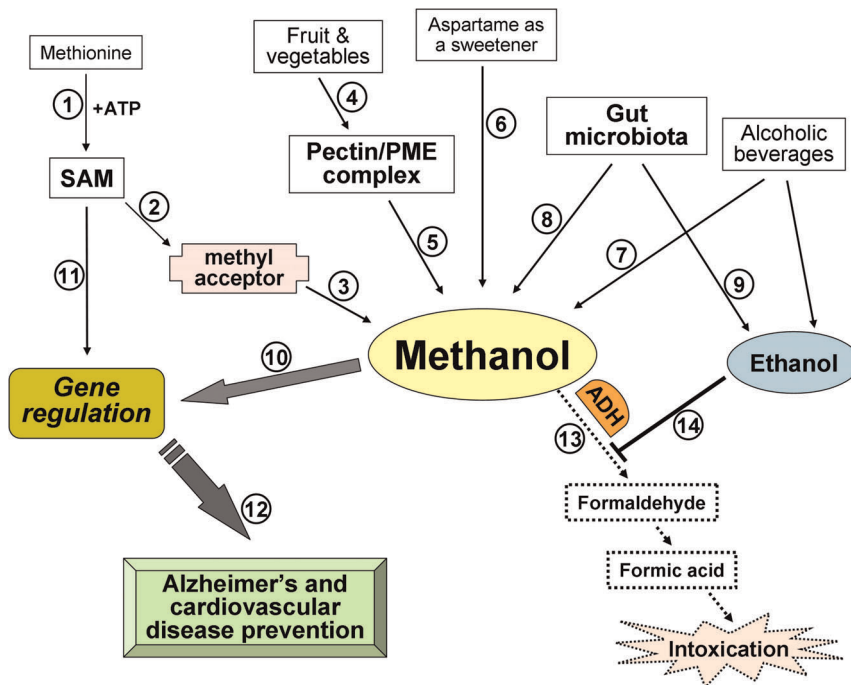 Methionine
Fruit &
vegetables
Aspartame as
a sweetener
1
+ATP
4
6
Gut
microbiota
Alcoholic
beverages
Pectin/PME
complex
SAM
2
11
methyl
acceptor
3
5
8
7
9
Methanol
Ethanol
10
Gene
regulation
ADH
13
14
12
Formaldehyde
Formic acid
Alzheimer's and
cardiovascular
disease prevention
Intoxication